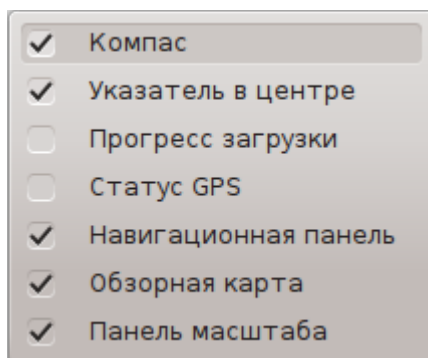 Компас
Указатель в центре
Прогресс загрузки
Статус GPS
Навигационная панель
Обзорная карта
Панель масштаба